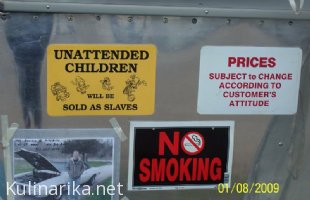 UNATTENDED
CHILDREN
WILL BE
SOLD AS SLAVES
PRICES
SUBJECT to CHANGE
ACCORDING TO
CUSTOMER'S
ATTITUDE
NO
SMOKING
Kulinarika.net
01/08/2009